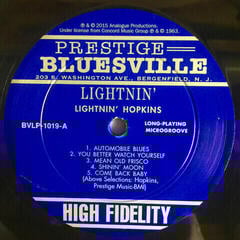 ℗ + © 2015 Analogue Productions.
Under license from Concord Music Group ℗ © 1963.
PRESTIGE
BLUESVILLE
203 S. WASHINGTON AVE., BERGENFIELD, N. J.
LIGHTNIN'
LIGHTNIN' HOPKINS
BVLP-1019-A
LONG-PLAYING
MICROGROOVE
1. AUTOMOBILE BLUES
2. YOU BETTER WATCH YOURSELF
3. MEAN OLD FRISCO
4. SHININ' MOON
5. COME BACK BABY
(Above Selections: Hopkins,
Prestige Music-BMI)
HIGH FIDELITY